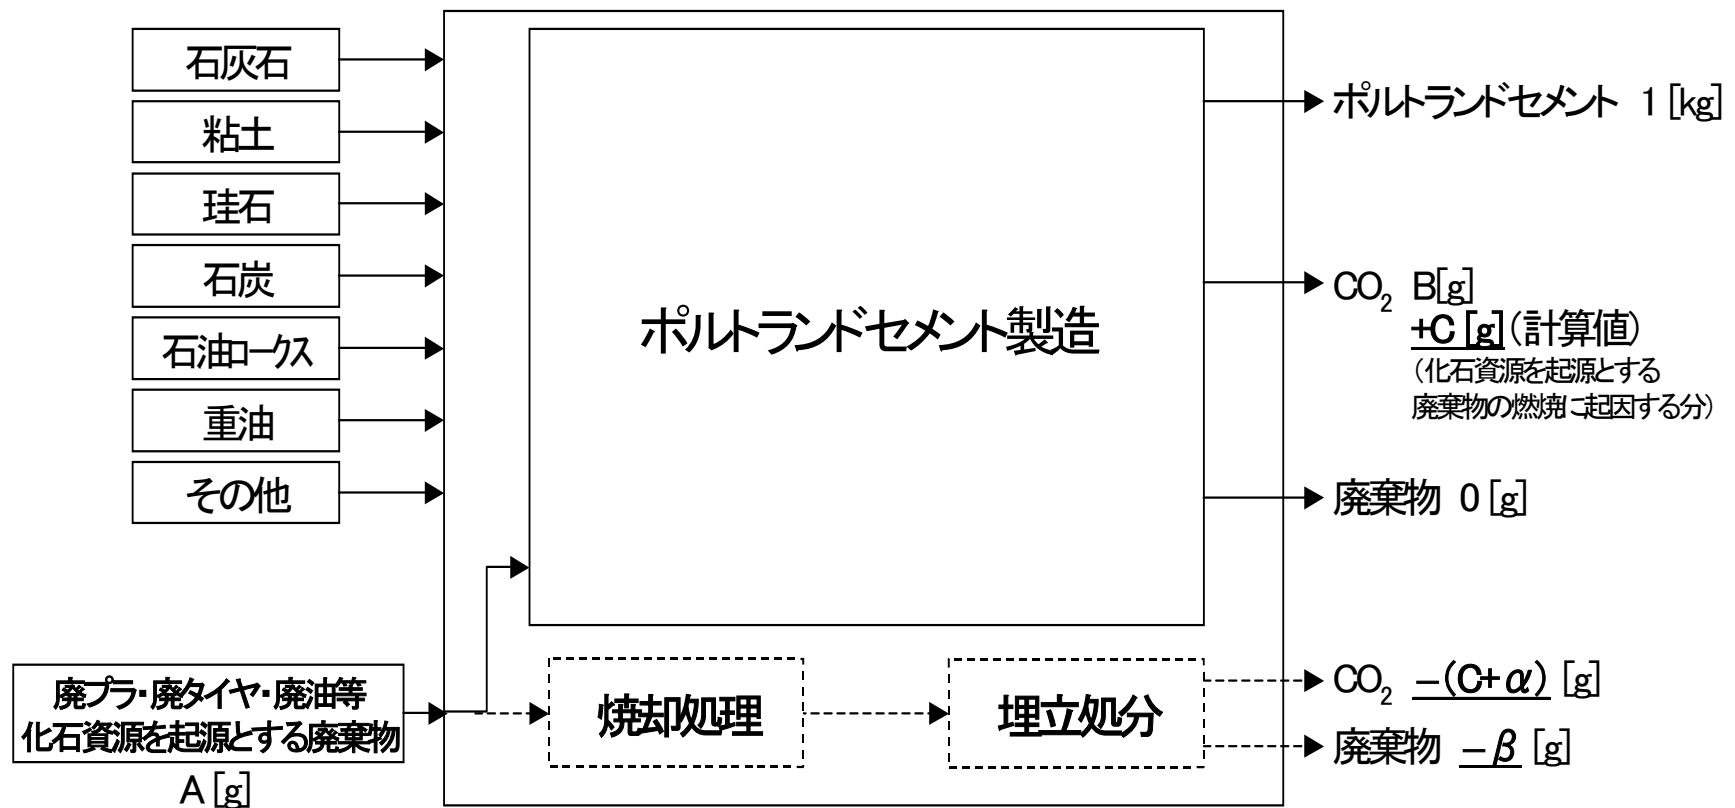 石灰石
粘土
珪石
石炭
石油コークス
重油
その他
廃プラ・廃タイヤ・廃油等
化石資源を起源とする廃棄物
A [g]
ポルトランドセメント製造
焼却処理
埋立処分
ポルトランドセメント 1 [kg]
CO₂ B[g]
+C [g](計算値)
(化石資源を起源とする
廃棄物の燃焼に起因する分)
廃棄物 0 [g]
CO₂ －(C+α) [g]
廃棄物 －β [g]